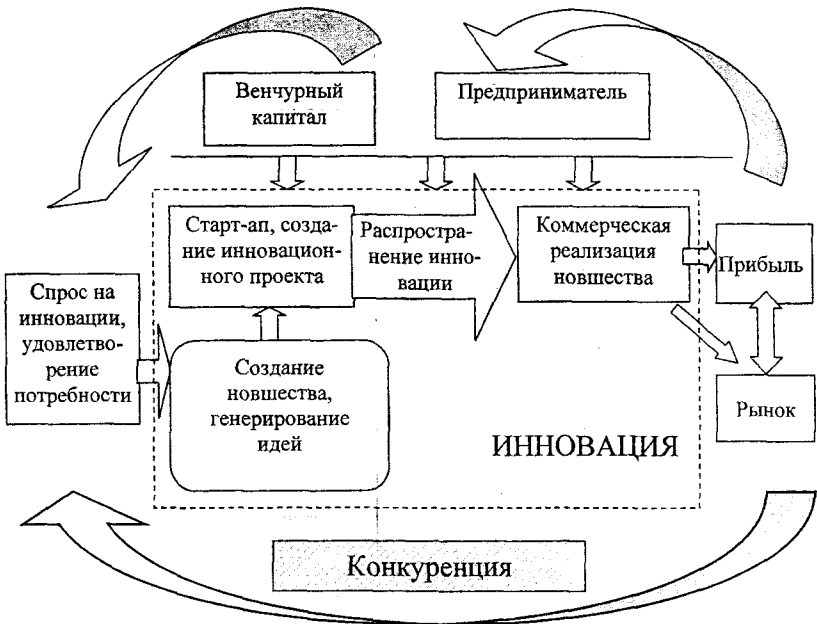 Венчурный
капитал
Предприниматель
Старт-ап, созда-
ние инновацион-
ного проекта
Распростра-
нение инно-
вации
Коммерческая
реализация
новшества
Прибыль
Спрос на
инновации,
удовлетво-
рение
потребности
Создание
новшества,
генерирование
идей
Рынок
ИННОВАЦИЯ
Конкуренция